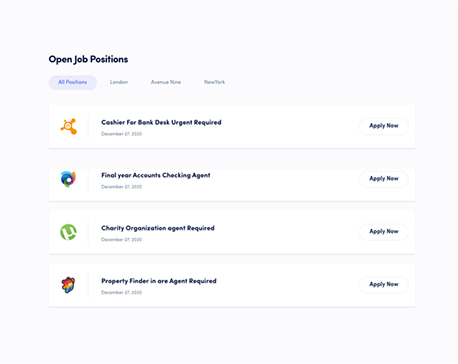 Open Job Positions
All Positions London Avenue Nine NewYork
Cashier For Bank Desk Urgent Required
Apply Now
December 27, 2020
Final year Accounts Checking Agent
Apply Now
December 27, 2020
Charity Organization agent Required
Apply Now
December 27, 2020
Property Finder in are Agent Required
Apply Now
December 27, 2020